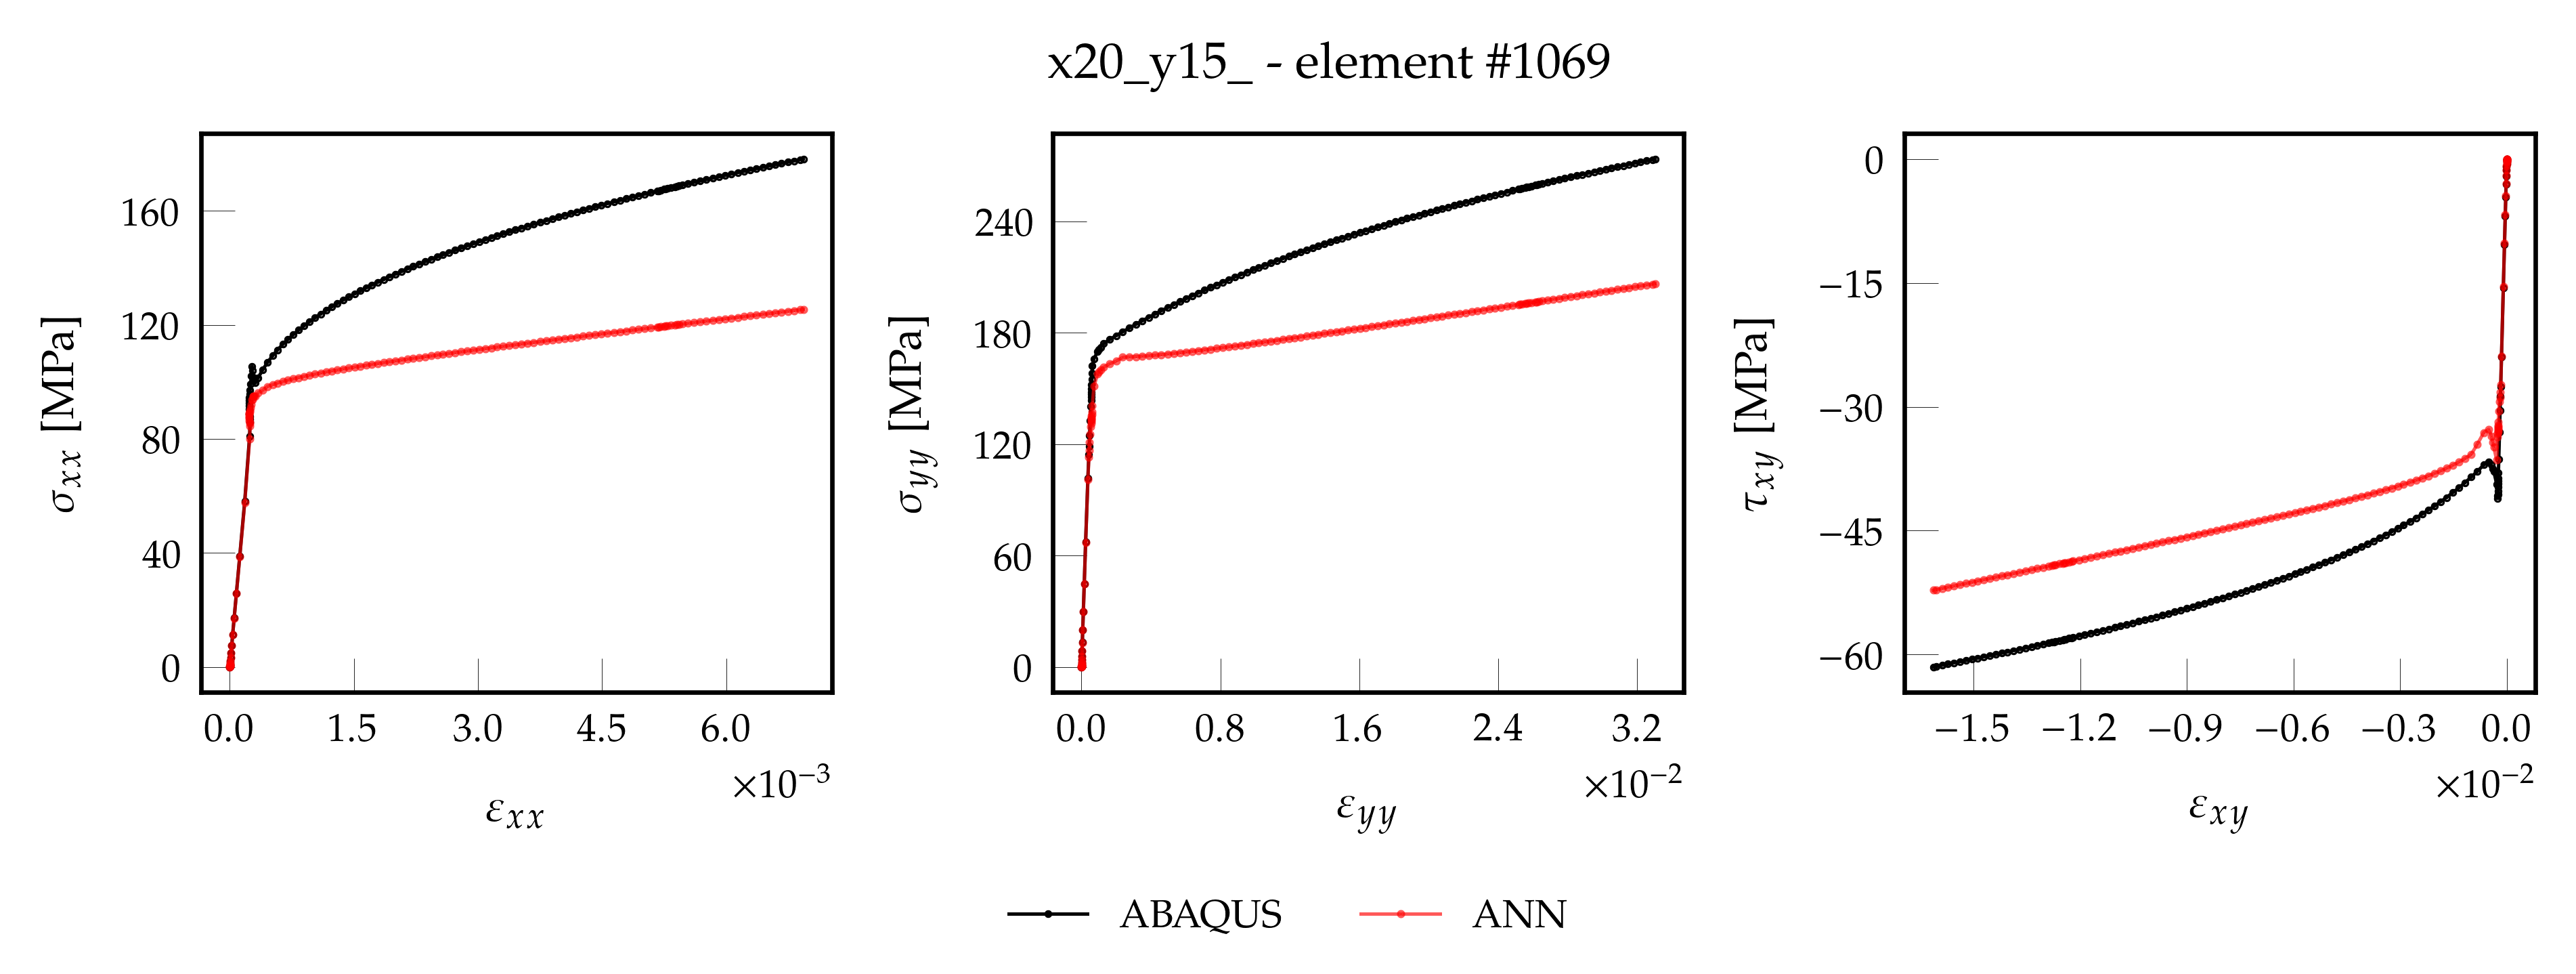 x20_y15_ - element #1069
σxx [MPa]
160
120
80
40
0
0.0 1.5 3.0 4.5 6.0
×10−3
εxx
σyy [MPa]
240
180
120
60
0
0.0 0.8 1.6 2.4 3.2
×10−2
εyy
τxy [MPa]
0
−15
−30
−45
−60
−1.5 −1.2 −0.9 −0.6 −0.3 0.0
×10−2
εxy
ABAQUS ANN